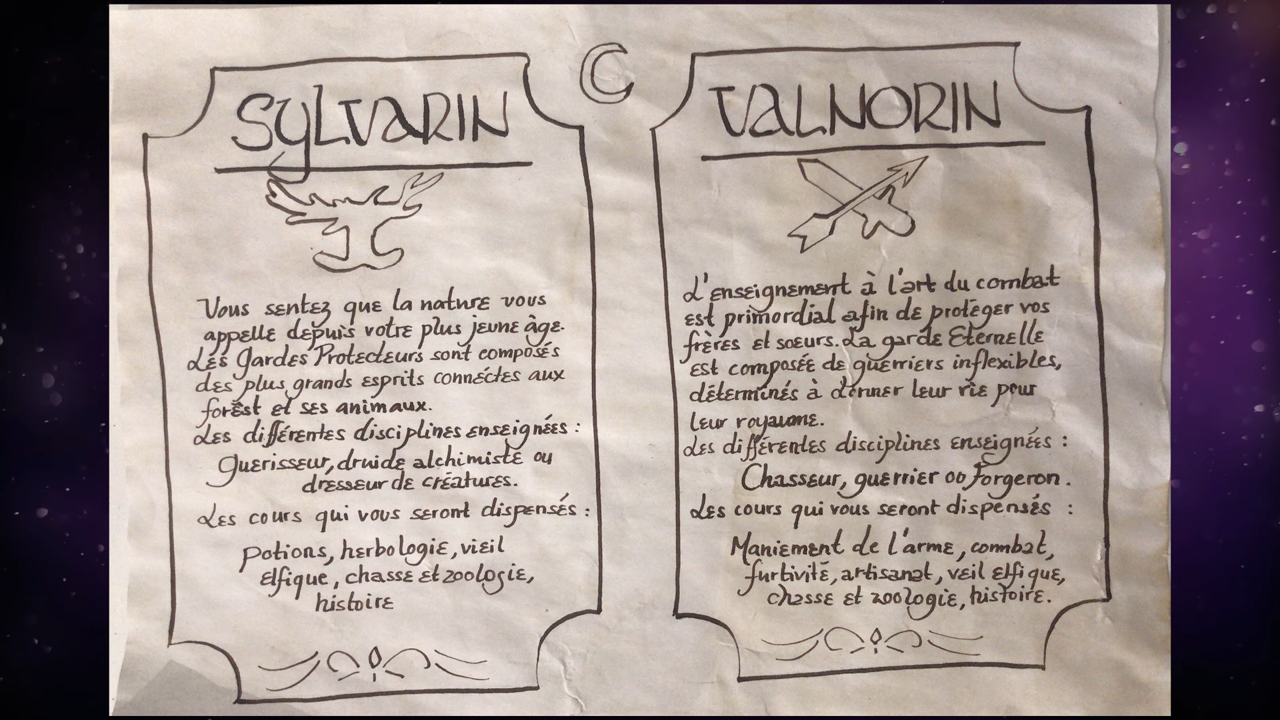 SYLVARIN
Vous sentez que la nature vous
appelle depuis votre plus jeune âge.
Les Gardes Protecteurs sont composés
des plus grands esprits connéctés aux
forêst et ses animaux.
Les différentes disciplines enseignées :
Guerisseur, druide alchimiste ou
dresseur de créatures.
Les cours qui vous seront dispensés :
Potions, herbologie, vieil
elfique, chasse et zoologie,
histoire
VALNORIN
L'enseignement à l'art du combat
est primordial afin de protéger vos
frères et soeurs. La garde Eternelle
est composée de guerriers inflexibles,
déterminés à donner leur vie pour
leur royaume.
Les différentes disciplines enseignées :
Chasseur, guerrier ou Forgeron.
Les cours qui vous seront dispensés :
Maniement de l'arme, combat,
furtivité, artisanat, veil elfique,
chasse et zoologie, histoire.